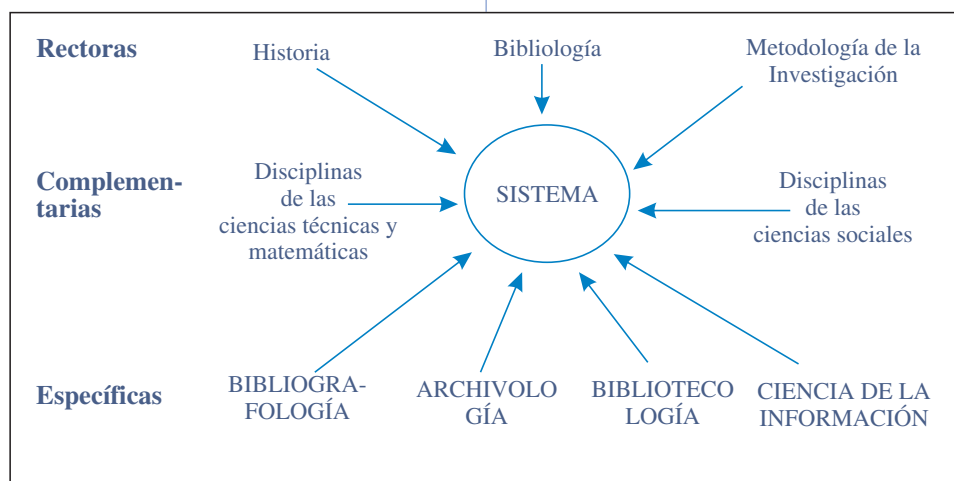 Rectoras
Historia
Bibliología
Metodología de la
Investigación
Complemen-
tarias
Disciplinas
de las
ciencias técnicas y
matemáticas
SISTEMA
Disciplinas
de las
ciencias sociales
Específicas
BIBLIOGRA-
FOLOGÍA
ARCHIVOLO
GÍA
BIBLIOTECO
LOGÍA
CIENCIA DE LA
INFORMACIÓN